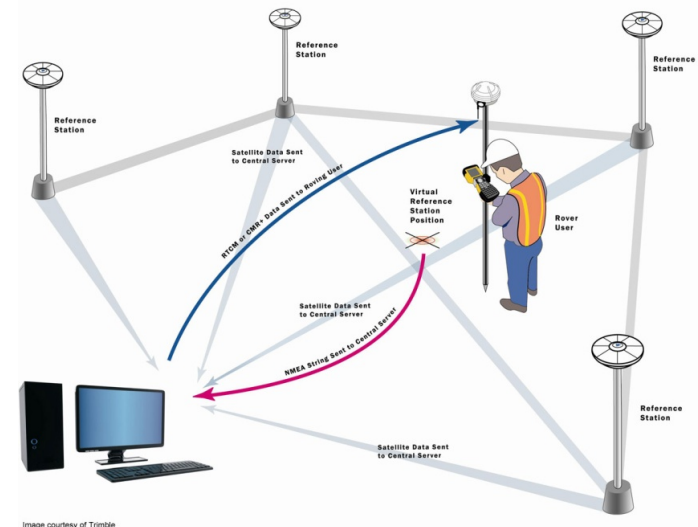 Reference
Station
Reference
Station
Reference
Station
Satellite Data Sent
to Central Server
RTCM or CMR+ Data Sent to Roving User
Virtual
Reference
Station
Position
Rover
User
Satellite Data Sent
to Central Server
NMEA String Sent to Central Server
Reference
Station
Satellite Data Sent
to Central Server
Image courtesy of Trimble